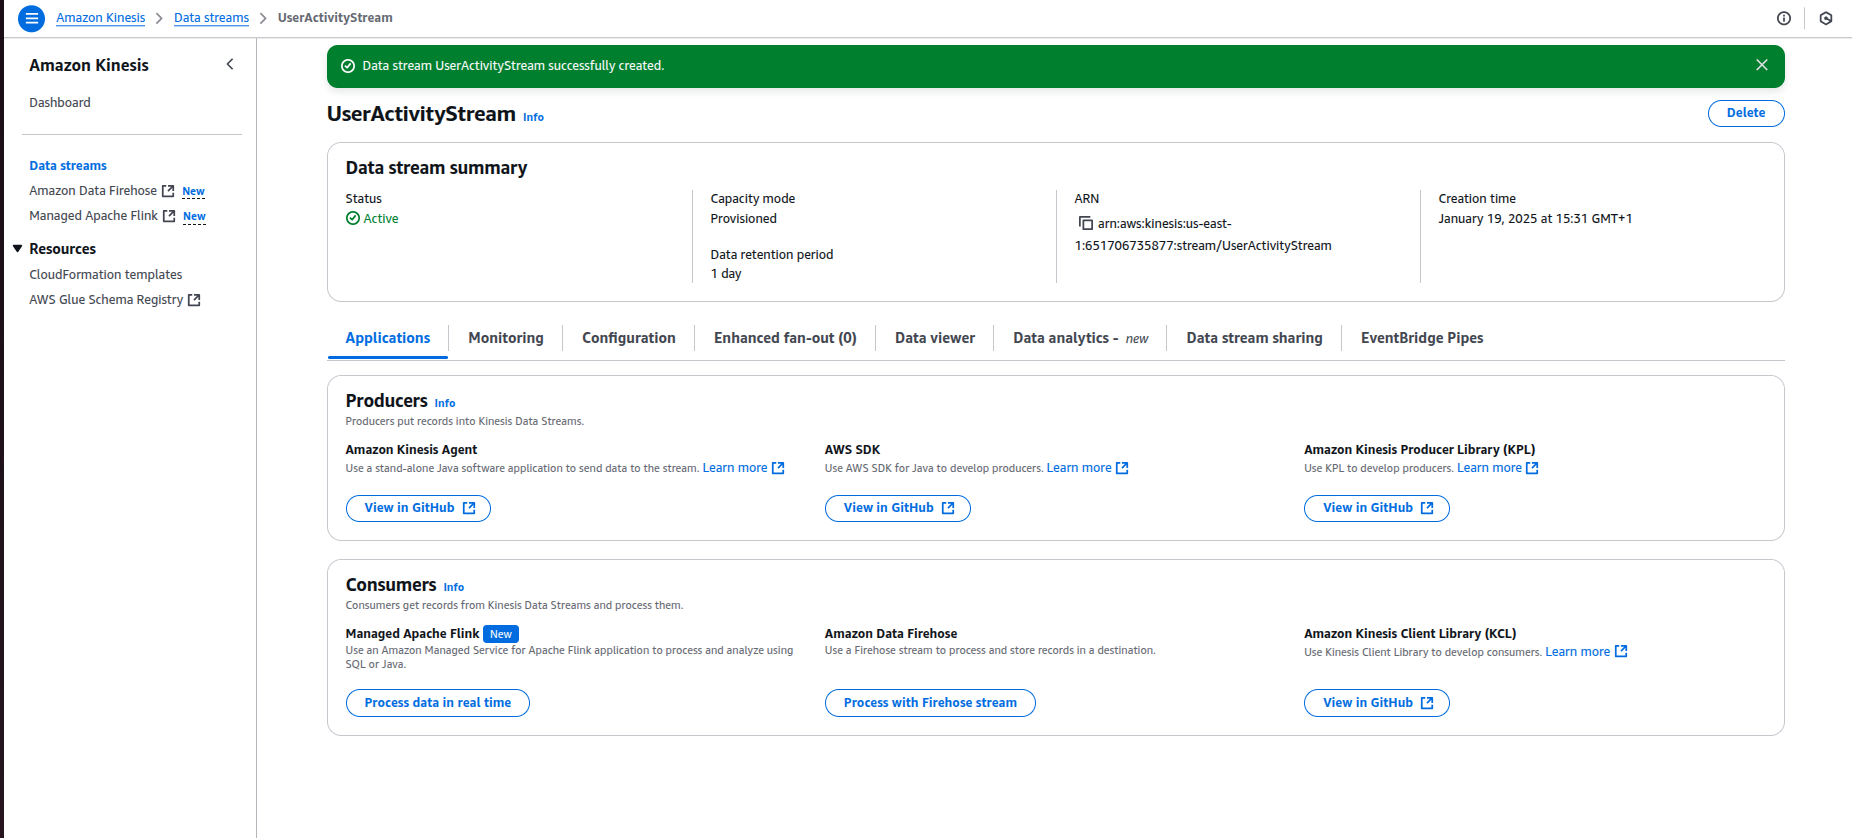 Amazon Kinesis > Data streams > UserActivityStream
Amazon Kinesis
Dashboard
Data streams
Amazon Data Firehose New
Managed Apache Flink New
Resources
CloudFormation templates
AWS Glue Schema Registry
Data stream UserActivityStream successfully created.
UserActivityStream Info
Delete
Data stream summary
Status
Active
Capacity mode
Provisioned
Data retention period
1 day
ARN
arn:aws:kinesis:us-east-
1:651706735877:stream/UserActivityStream
Creation time
January 19, 2025 at 15:31 GMT+1
Applications Monitoring Configuration Enhanced fan-out (0) Data viewer Data analytics - new Data stream sharing EventBridge Pipes
Producers Info
Producers put records into Kinesis Data Streams.
Amazon Kinesis Agent
Use a stand-alone Java software application to send data to the stream. Learn more
View in GitHub
AWS SDK
Use AWS SDK for Java to develop producers. Learn more
View in GitHub
Amazon Kinesis Producer Library (KPL)
Use KPL to develop producers. Learn more
View in GitHub
Consumers Info
Consumers get records from Kinesis Data Streams and process them.
Managed Apache Flink New
Use an Amazon Managed Service for Apache Flink application to process and analyze using
SQL or Java.
Process data in real time
Amazon Data Firehose
Use a Firehose stream to process and store records in a destination.
Process with Firehose stream
Amazon Kinesis Client Library (KCL)
Use Kinesis Client Library to develop consumers. Learn more
View in GitHub